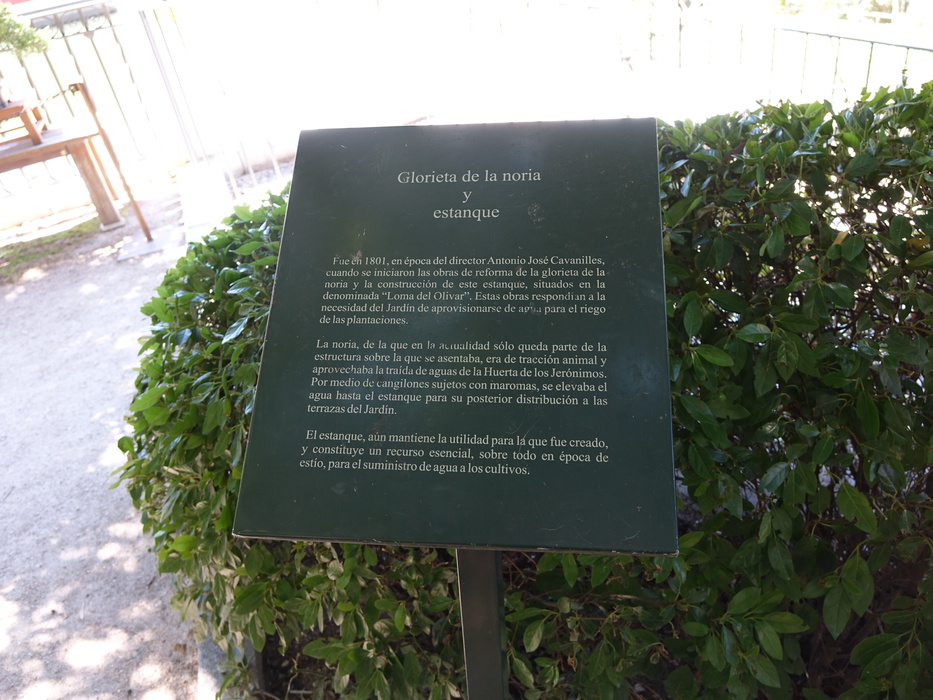 Glorieta de la noria
y
estanque
Fue en 1801, en época del director Antonio José Cavanilles,
cuando se iniciaron las obras de reforma de la glorieta de la
noria y la construcción de este estanque, situados en la
denominada “Loma del Olivar”. Estas obras respondian a la
necesidad del Jardín de aprovisionarse de agua para el riego
de las plantaciones.
La noria, de la que en la actualidad sólo queda parte de la
estructura sobre la que se asentaba, era de tracción animal y
aprovechaba la traída de aguas de la Huerta de los Jerónimos.
Por medio de cangilones sujetos con maromas, se elevaba el
agua hasta el estanque para su posterior distribución a las
terrazas del Jardín.
El estanque, aún mantiene la utilidad para la que fue creado,
y constituye un recurso esencial, sobre todo en época de
estío, para el suministro de agua a los cultivos.